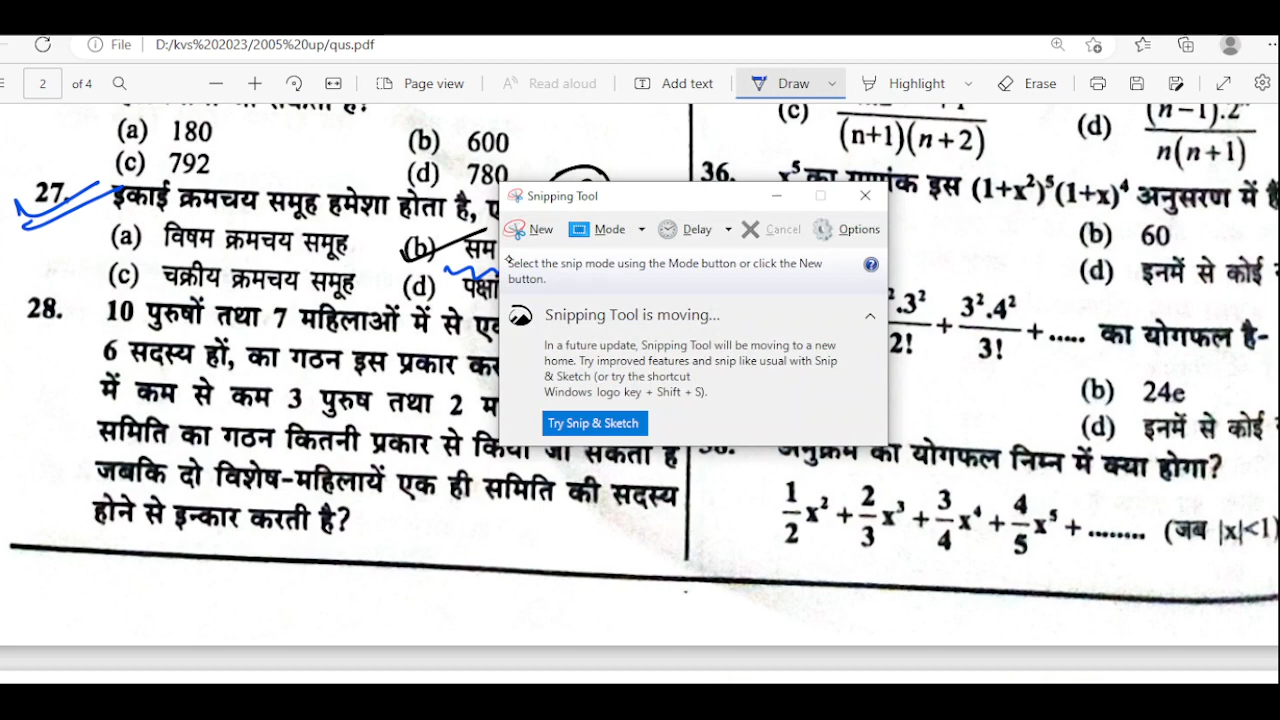 File D:/kvs%202023/2005%20up/qus.pdf
2 of 4 Page view Read aloud Add text Draw Highlight Erase
(a) 180
(b) 600
(c) 792
(d) 780
27. इकाई क्रमचय समूह हमेशा होता है,
(a) विषम क्रमचय समूह
(b) सम
(c) चक्रीय क्रमचय समूह
(d)
28. 10 पुरुषों तथा 7 महिलाओं में से
6 सदस्य हों, का गठन इस प्रकार
में कम से कम 3 पुरुष तथा 2
समिति का गठन कितनी प्रकार से किया जा सकता है
जबकि दो विशेष-महिलायें एक ही समिति की सदस्य
होने से इन्कार करती है?
Snipping Tool
New Mode Delay Cancel Options
Select the snip mode using the Mode button or click the New
button.
Snipping Tool is moving...
In a future update, Snipping Tool will be moving to a new
home. Try improved features and snip like usual with Snip
& Sketch (or try the shortcut
Windows logo key + Shift + S).
Try Snip & Sketch
(c) (n+1)(n+2)
(d) (n−1).2ⁿ / n(n+1)
36. x⁵ का गुणांक इस (1+x²)⁵(1+x)⁴ अनुसरण में
(b) 60
(d) इनमें से कोई
.3²/2! + 3².4²/3! + ..... का योगफल है-
(b) 24e
(d) इनमें से कोई
अनुक्रम का योगफल निम्न में क्या होगा?
1/2 x² + 2/3 x³ + 3/4 x⁴ + 4/5 x⁵ + ........ (जब |x|<1)